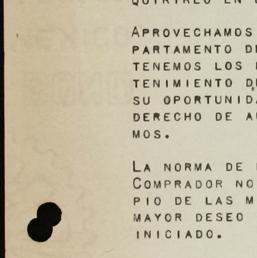 APROVECHAMOS
PARTAMENTO D
TENEMOS LOS
TENIMIENTO D
SU OPORTUNID
DERECHO DE A
MOS.
LA NORMA DE
COMPRADOR NO
PIO DE LAS M
MAYOR DESEO
INICIADO.